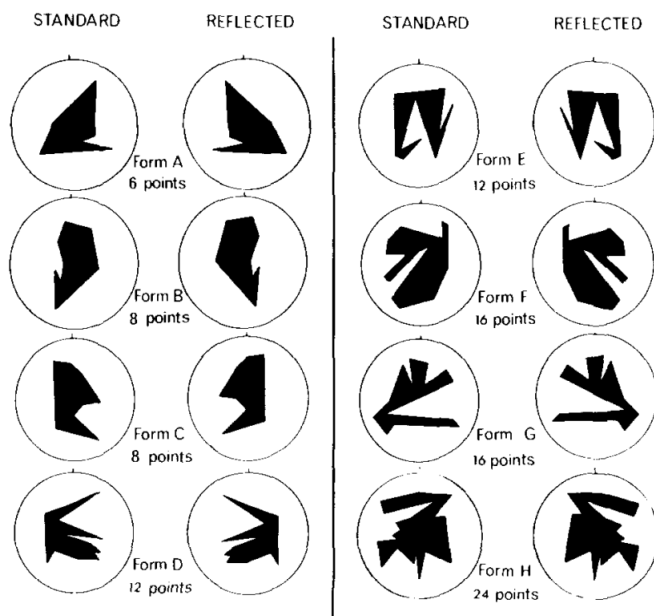 STANDARD REFLECTED
Form A
6 points
Form B
8 points
Form C
8 points
Form D
12 points
STANDARD REFLECTED
Form E
12 points
Form F
16 points
Form G
16 points
Form H
24 points